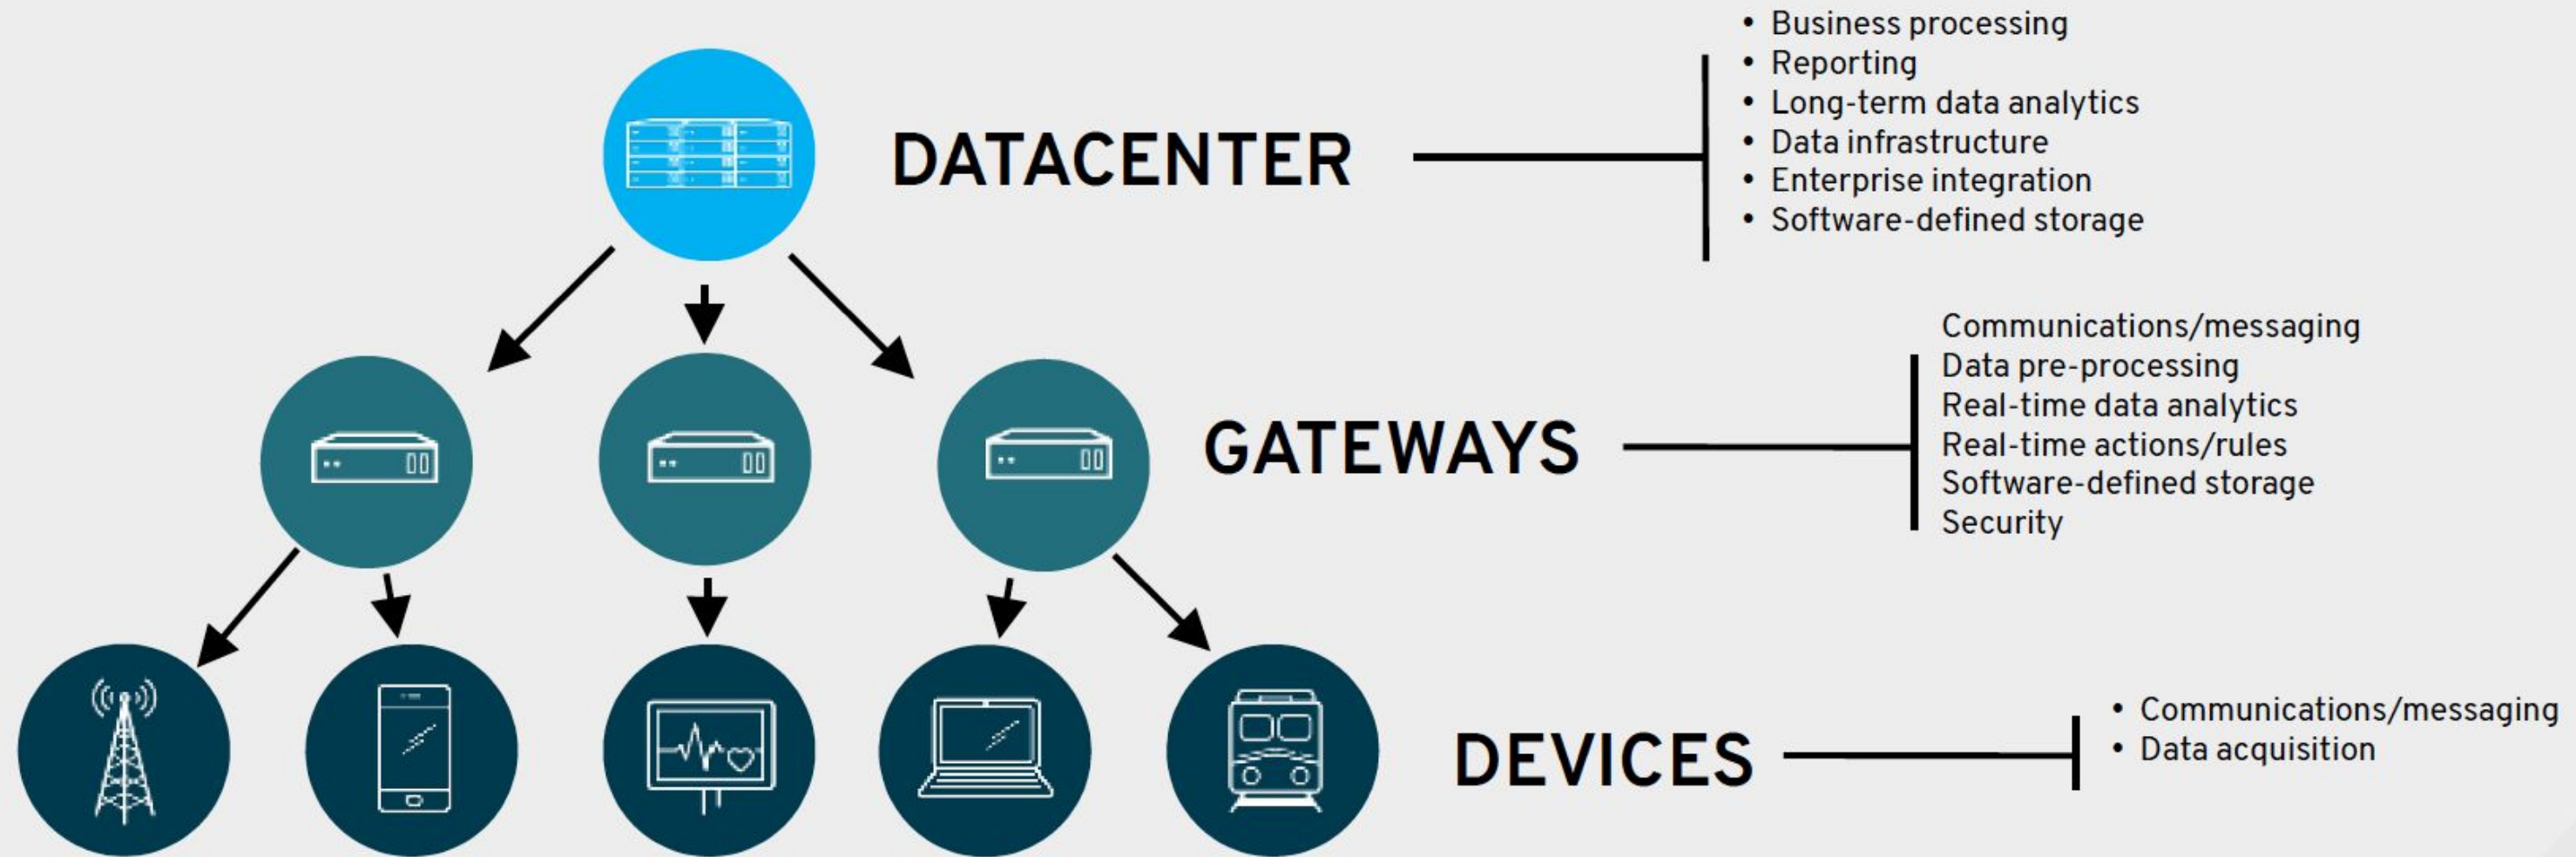 • Business processing
• Reporting
• Long-term data analytics
• Data infrastructure
• Enterprise integration
• Software-defined storage
DATACENTER
Communications/messaging
Data pre-processing
Real-time data analytics
Real-time actions/rules
Software-defined storage
Security
GATEWAYS
• Communications/messaging
• Data acquisition
DEVICES